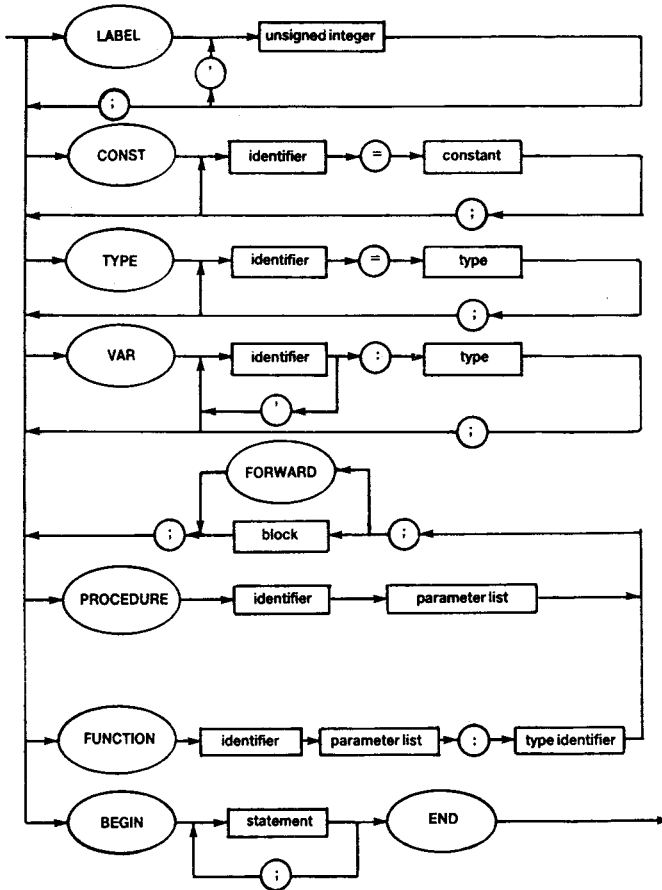 LABEL unsigned integer
,
;
CONST identifier = constant
;
TYPE identifier = type
;
VAR identifier : type
,
;
FORWARD
; block ;
PROCEDURE identifier parameter list
FUNCTION identifier parameter list : type identifier
BEGIN statement END
;